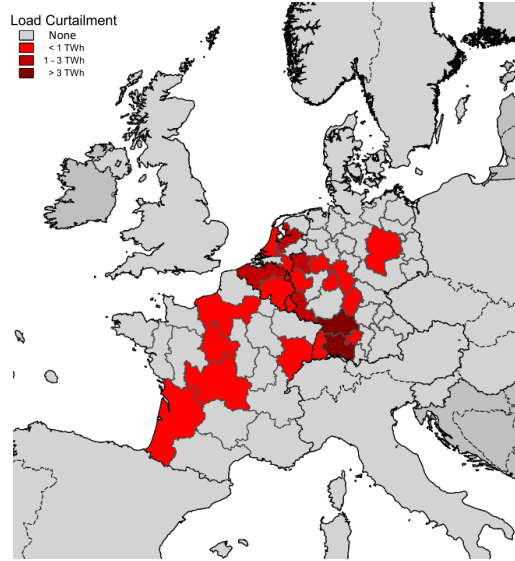 Load Curtailment
None
< 1 TWh
1 - 3 TWh
> 3 TWh